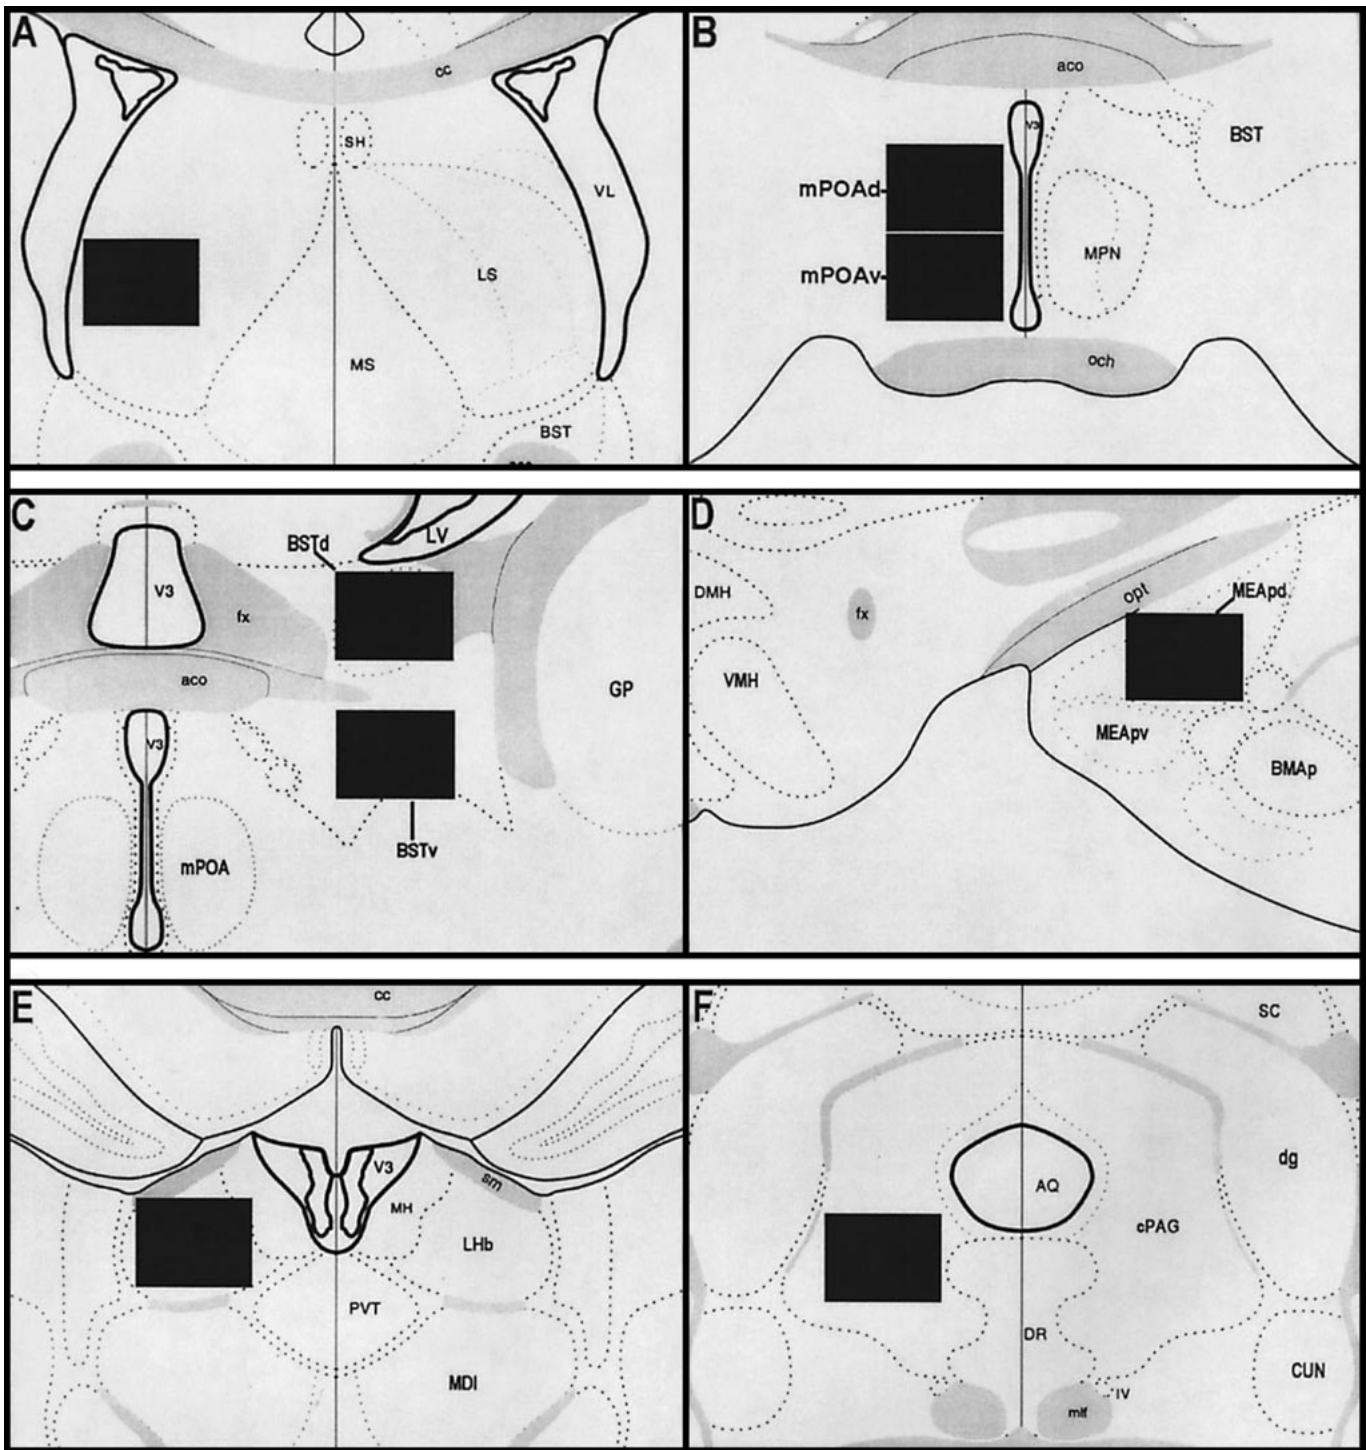 A
cc
SH
VL
LS
MS
BST
B
aco
V3
BST
mPOAd
MPN
mPOAv
och
C
LV
BSTd
V3
fx
aco
GP
V3
BSTv
mPOA
D
opt
DMH
MEApd
fx
VMH
MEApv
BMAp
E
cc
V3
sm
MH
LHb
PVT
MDl
F
SC
dg
AQ
cPAG
DR
CUN
IV
mlf